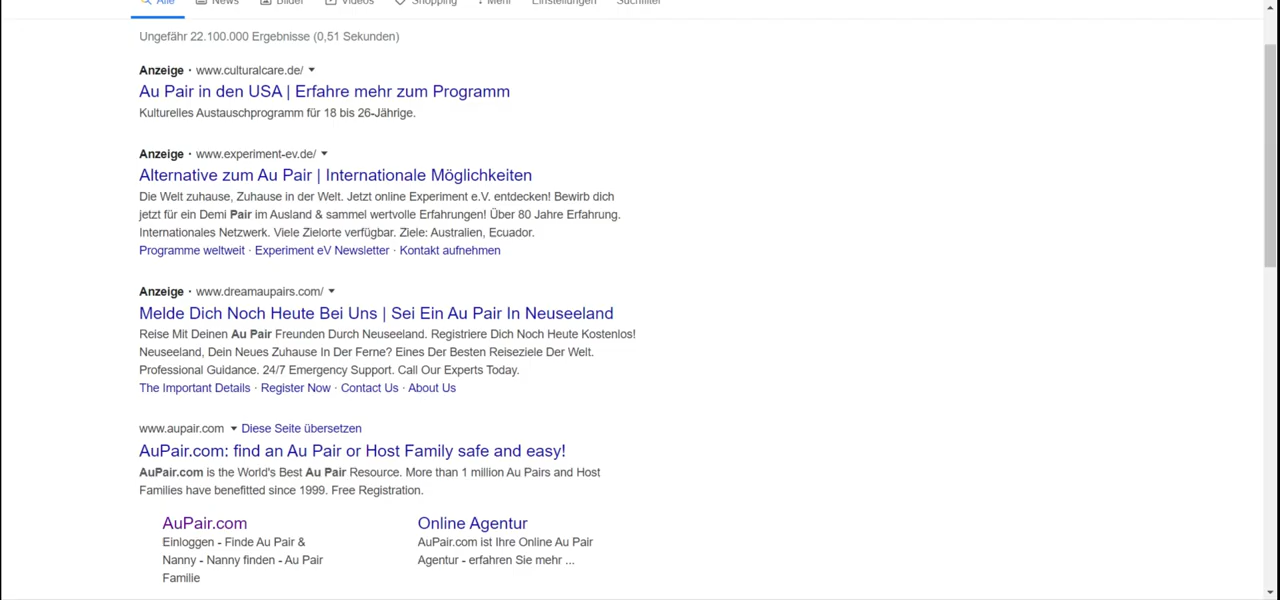 Alle News Bilder Videos Shopping Mehr Einstellungen Suchfilter
Ungefähr 22.100.000 Ergebnisse (0,51 Sekunden)
Anzeige · www.culturalcare.de/
Au Pair in den USA | Erfahre mehr zum Programm
Kulturelles Austauschprogramm für 18 bis 26-Jährige.
Anzeige · www.experiment-ev.de/
Alternative zum Au Pair | Internationale Möglichkeiten
Die Welt zuhause, Zuhause in der Welt. Jetzt online Experiment e.V. entdecken! Bewirb dich
jetzt für ein Demi Pair im Ausland & sammel wertvolle Erfahrungen! Über 80 Jahre Erfahrung.
Internationales Netzwerk. Viele Zielorte verfügbar. Ziele: Australien, Ecuador.
Programme weltweit · Experiment eV Newsletter · Kontakt aufnehmen
Anzeige · www.dreamaupairs.com/
Melde Dich Noch Heute Bei Uns | Sei Ein Au Pair In Neuseeland
Reise Mit Deinen Au Pair Freunden Durch Neuseeland. Registriere Dich Noch Heute Kostenlos!
Neuseeland, Dein Neues Zuhause In Der Ferne? Eines Der Besten Reiseziele Der Welt.
Professional Guidance. 24/7 Emergency Support. Call Our Experts Today.
The Important Details · Register Now · Contact Us · About Us
www.aupair.com Diese Seite übersetzen
AuPair.com: find an Au Pair or Host Family safe and easy!
AuPair.com is the World's Best Au Pair Resource. More than 1 million Au Pairs and Host
Families have benefitted since 1999. Free Registration.
AuPair.com
Einloggen - Finde Au Pair &
Nanny - Nanny finden - Au Pair
Familie
Online Agentur
AuPair.com ist Ihre Online Au Pair
Agentur - erfahren Sie mehr ...